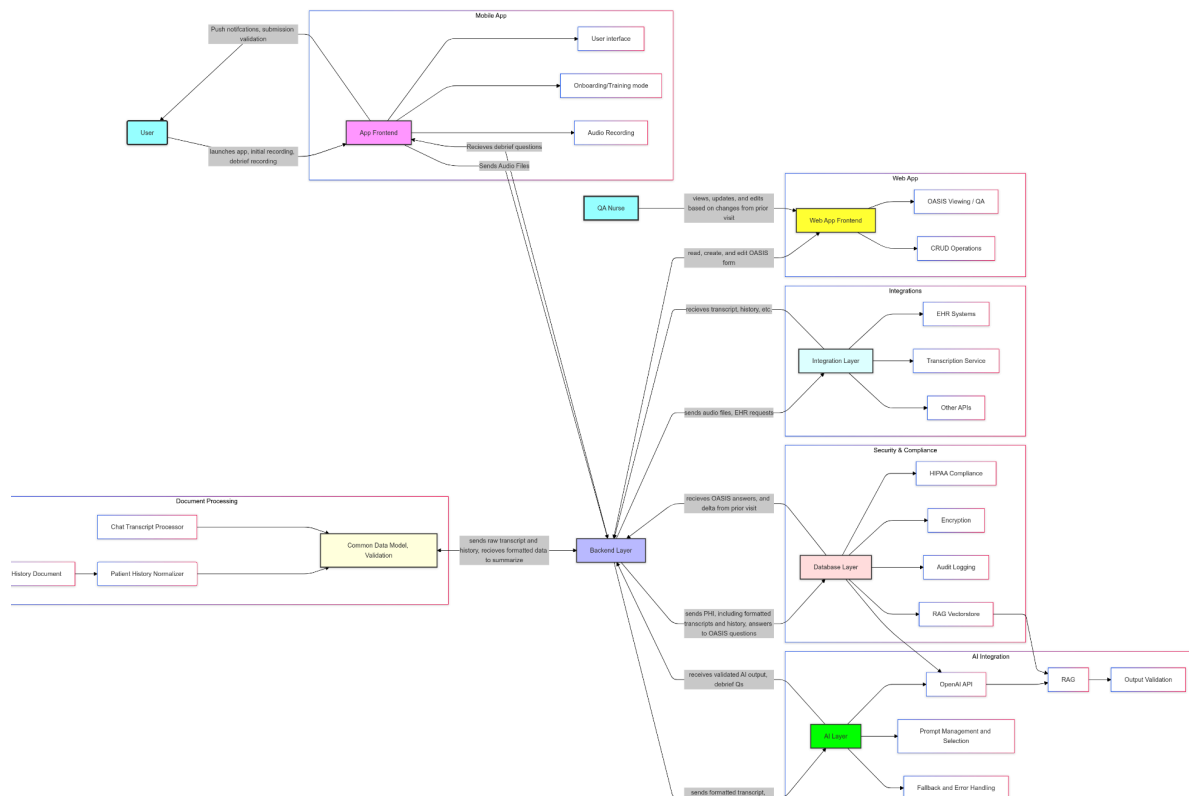 Mobile App
Push notifcations, submission
validation
User interface
Onboarding/Training mode
User
App Frontend
Audio Recording
Recieves debrief questions
launches app, initial recording,
debrief recording
Sends Audio Files
Web App
QA Nurse
views, updates, and edits
based on changes from prior
visit
OASIS Viewing / QA
Web App Frontend
CRUD Operations
read, create, and edit OASIS
form
Integrations
recieves transcript, history, etc.
EHR Systems
Integration Layer
Transcription Service
Other APIs
sends audio files, EHR requests
Security & Compliance
HIPAA Compliance
recieves OASIS answers, and
delta from prior visit
Encryption
Document Processing
Chat Transcript Processor
Common Data Model,
Validation
sends raw transcript and
history, recieves formatted data
to summarize
Backend Layer
History Document
Patient History Normalizer
Database Layer
Audit Logging
sends PHI, including formatted
transcripts and history, answers
to OASIS questions
RAG Vectorstore
AI Integration
receives validated AI output,
debrief Qs
OpenAI API
RAG
Output Validation
AI Layer
Prompt Management and
Selection
Fallback and Error Handling
sends formatted transcript,